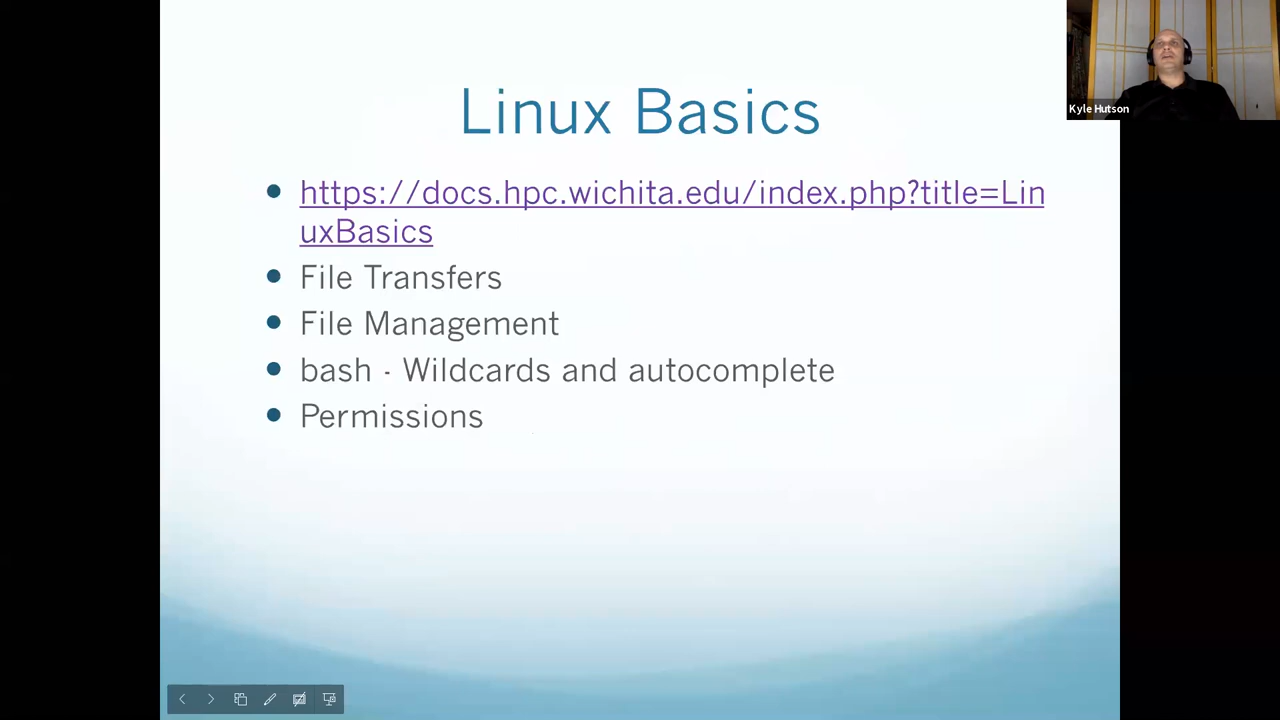 Linux Basics
https://docs.hpc.wichita.edu/index.php?title=Lin
uxBasics
File Transfers
File Management
bash - Wildcards and autocomplete
Permissions
Kyle Hutson